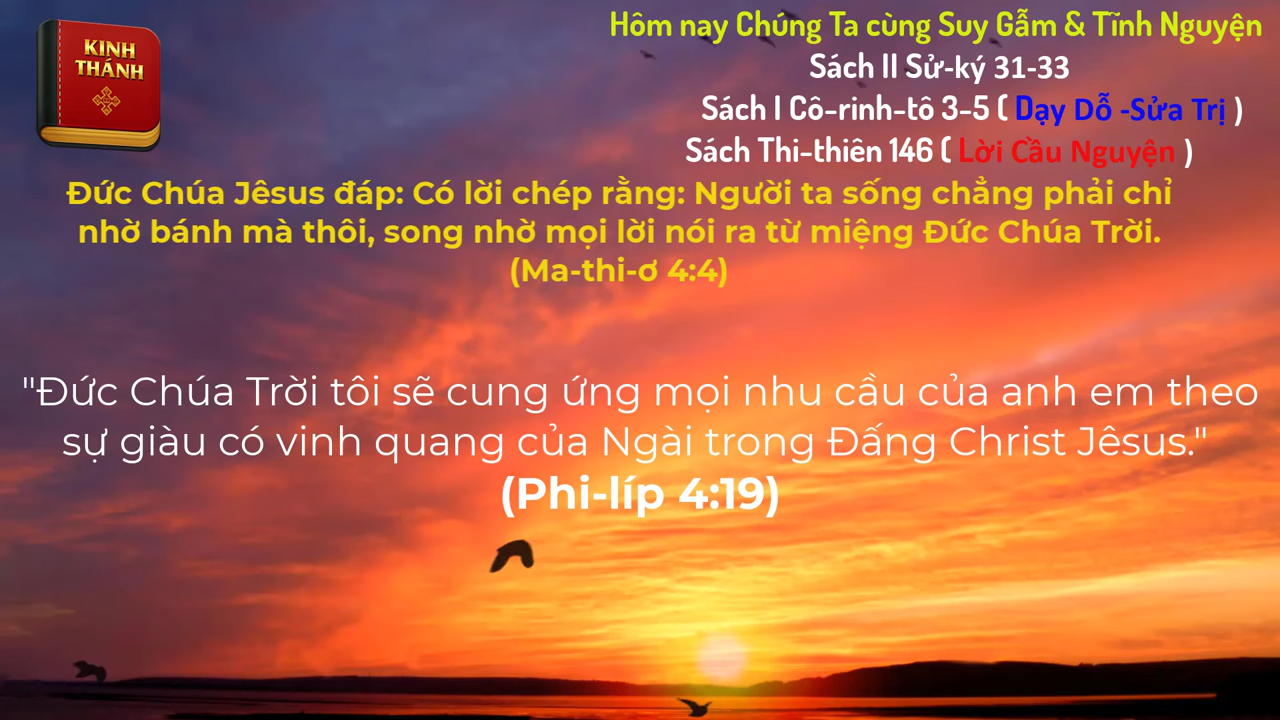 KINH
THÁNH
Hôm nay Chúng Ta cùng Suy Gẫm & Tĩnh Nguyện
Sách II Sử-ký 31-33
Sách I Cô-rinh-tô 3-5 ( Dạy Dỗ -Sửa Trị )
Sách Thi-thiên 146 ( Lời Cầu Nguyện )
Đức Chúa Jêsus đáp: Có lời chép rằng: Người ta sống chẳng phải chỉ
nhờ bánh mà thôi, song nhờ mọi lời nói ra từ miệng Đức Chúa Trời.
(Ma-thi-ơ 4:4)
"Đức Chúa Trời tôi sẽ cung ứng mọi nhu cầu của anh em theo
sự giàu có vinh quang của Ngài trong Đấng Christ Jêsus."
(Phi-líp 4:19)